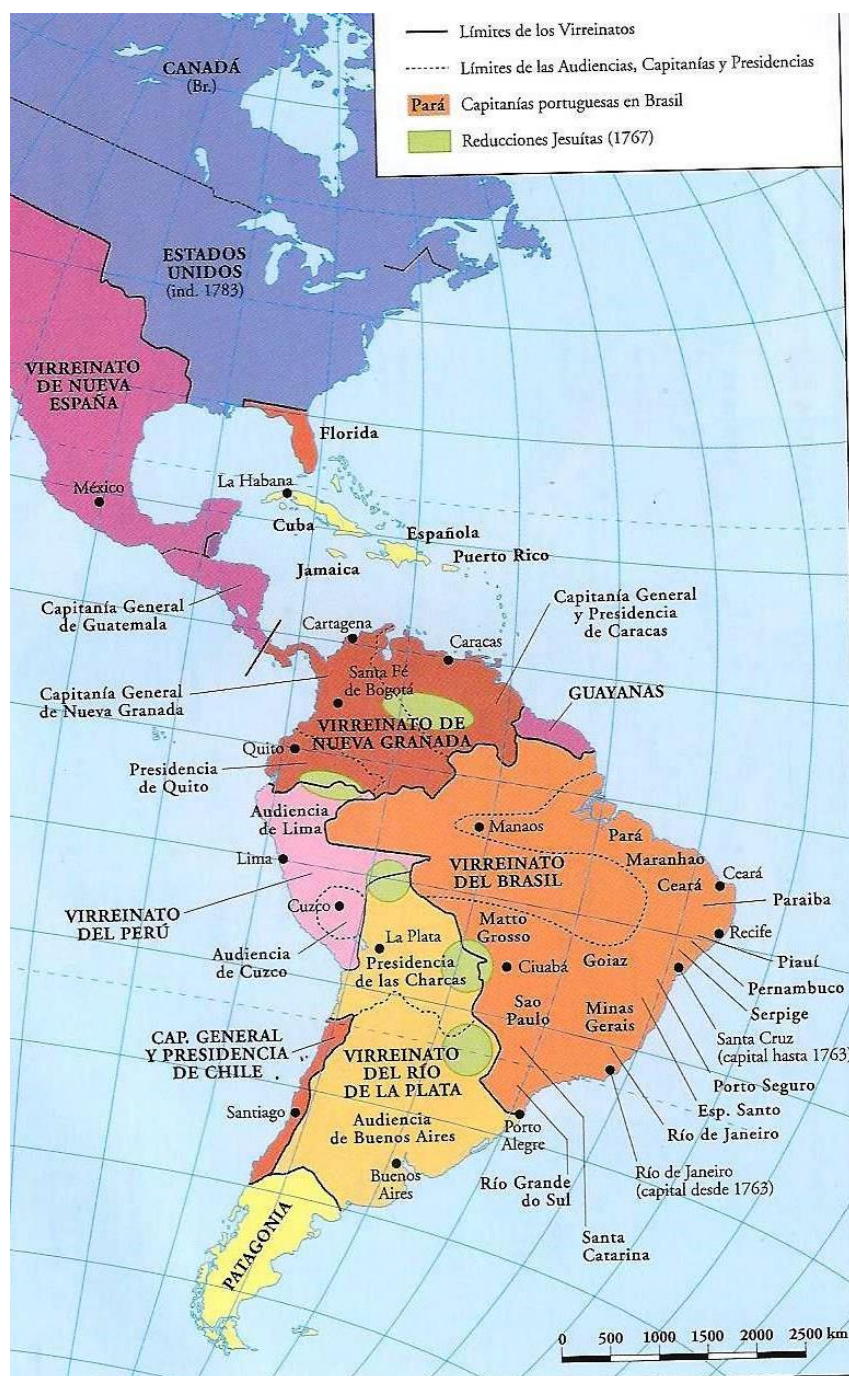 Límites de los Virreinatos
Límites de las Audiencias, Capitanías y Presidencias
Pará Capitanías portuguesas en Brasil
Reducciones Jesuítas (1767)
CANADÁ
(Br.)
ESTADOS
UNIDOS
(ind. 1783)
VIRREINATO
DE NUEVA
ESPAÑA
Florida
México
La Habana
Cuba
Española
Puerto Rico
Jamaica
Capitanía General
de Guatemala
Cartagena
Caracas
Capitanía General
y Presidencia
de Caracas
Santa Fé
de Bogotá
Capitanía General
de Nueva Granada
GUAYANAS
VIRREINATO DE
NUEVA GRANADA
Quito
Presidencia
de Quito
Audiencia
de Lima
Manaos
Pará
Lima
VIRREINATO
DEL BRASIL
Maranhao
Ceará
Ceará
Paraiba
Cuzco
VIRREINATO
DEL PERÚ
Matto
Grosso
Recife
La Plata
Audiencia
de Cuzco
Presidencia
de las Charcas
Ciuabá
Goiaz
Piauí
Pernambuco
Serpige
Sao
Paulo
Minas
Gerais
Santa Cruz
(capital hasta 1763)
CAP. GENERAL
Y PRESIDENCIA
DE CHILE
VIRREINATO
DEL RÍO
DE LA PLATA
Porto Seguro
Esp. Santo
Santiago
Audiencia
de Buenos Aires
Porto
Alegre
Río de Janeiro
Buenos
Aires
Río Grande
do Sul
Río de Janeiro
(capital desde 1763)
Santa
Catarina
PATAGONIA
0 500 1000 1500 2000 2500 km